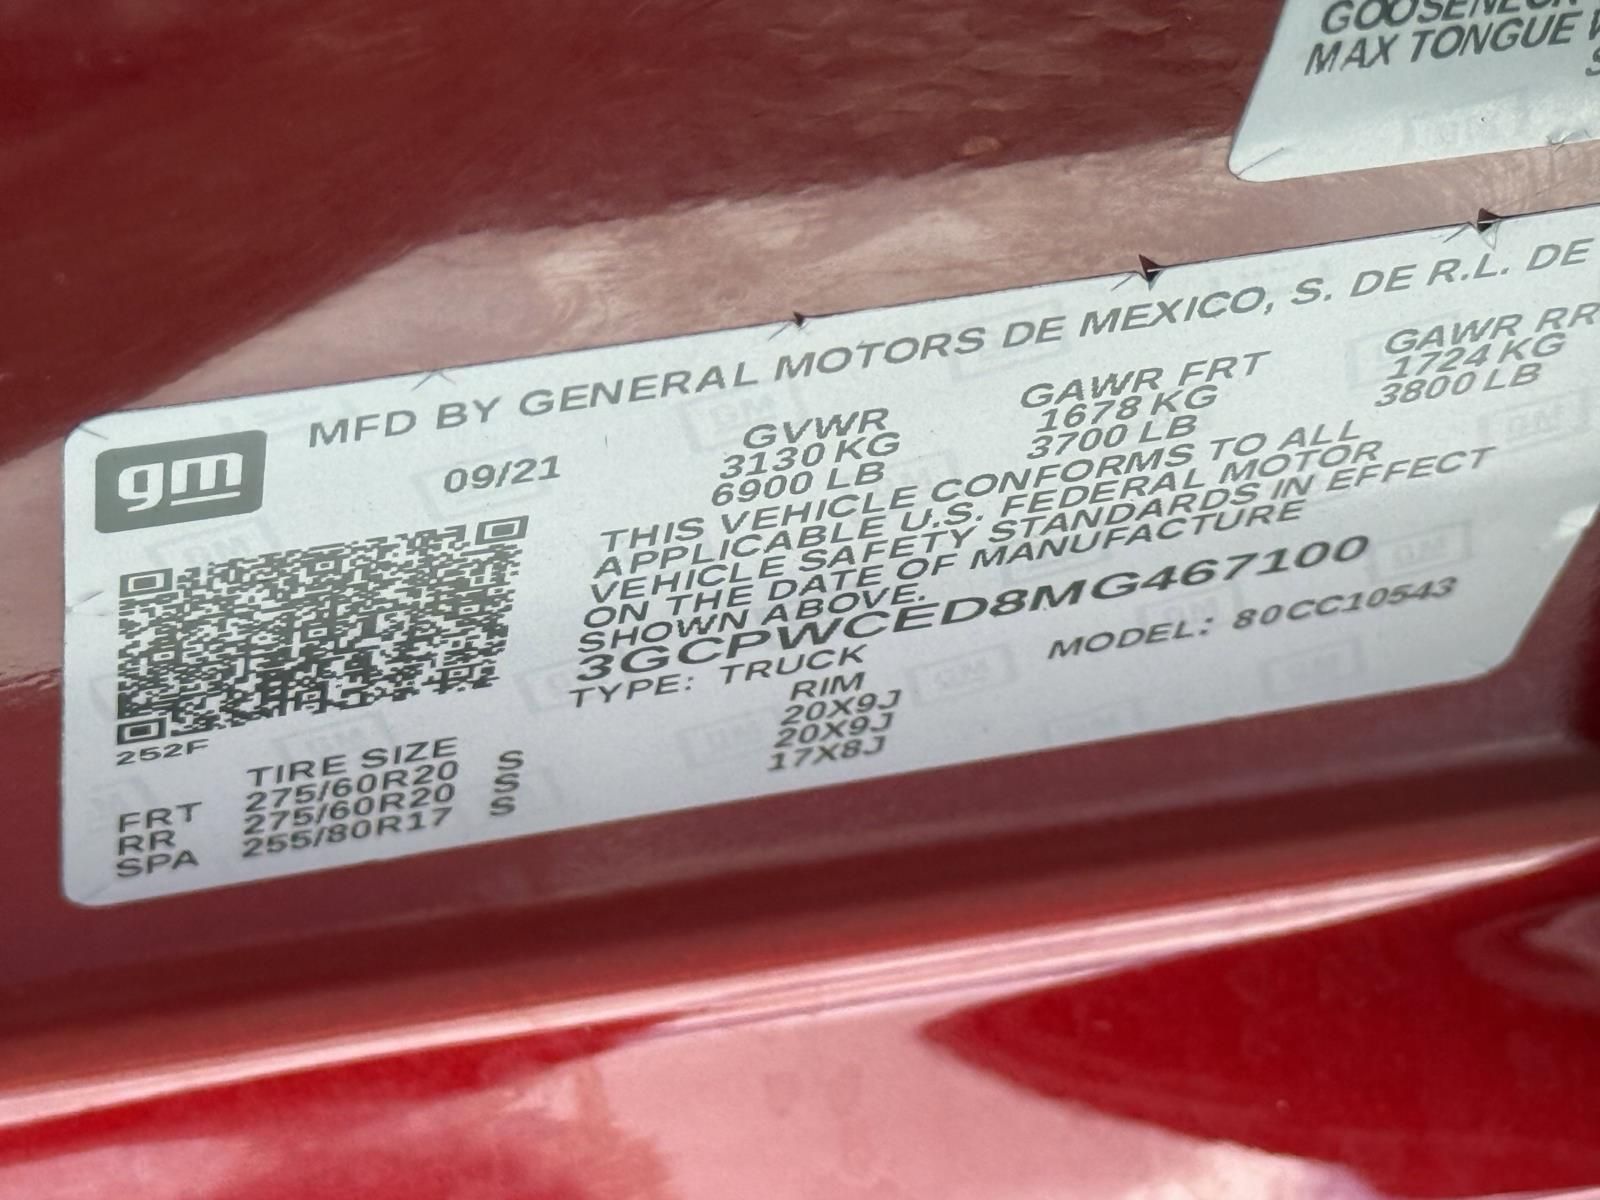 GOOSENECK
MAX TONGUE
MFD BY GENERAL MOTORS DE MEXICO, S. DE R.L. DE
gm
09/21
GVWR GAWR FRT GAWR RR
3130 KG 1678 KG 1724 KG
6900 LB 3700 LB 3800 LB
THIS VEHICLE CONFORMS TO ALL
APPLICABLE U.S. FEDERAL MOTOR
VEHICLE SAFETY STANDARDS IN EFFECT
ON THE DATE OF MANUFACTURE
SHOWN ABOVE.
3GCPWCED8MG467100
TYPE: TRUCK MODEL: 80CC10543
252F
TIRE SIZE RIM
FRT 275/60R20 S 20X9J
RR 275/60R20 S 20X9J
SPA 255/80R17 S 17X8J